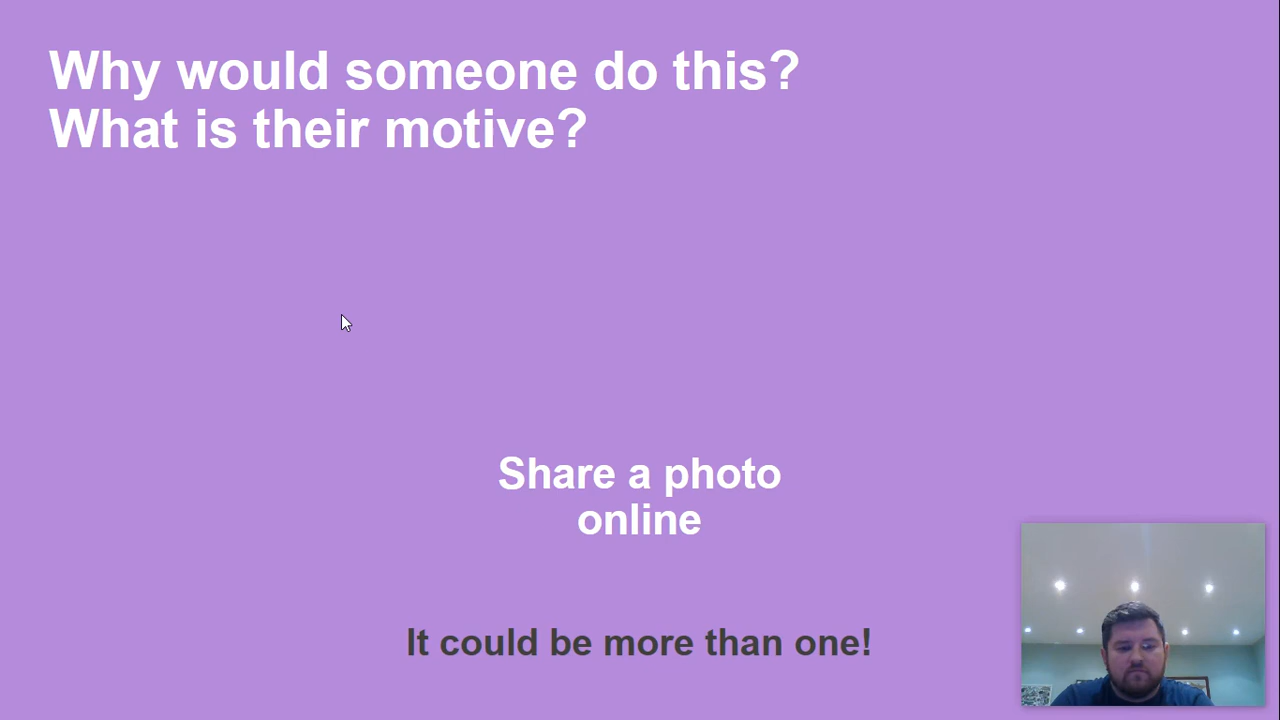 Why would someone do this?
What is their motive?
Share a photo
online
It could be more than one!